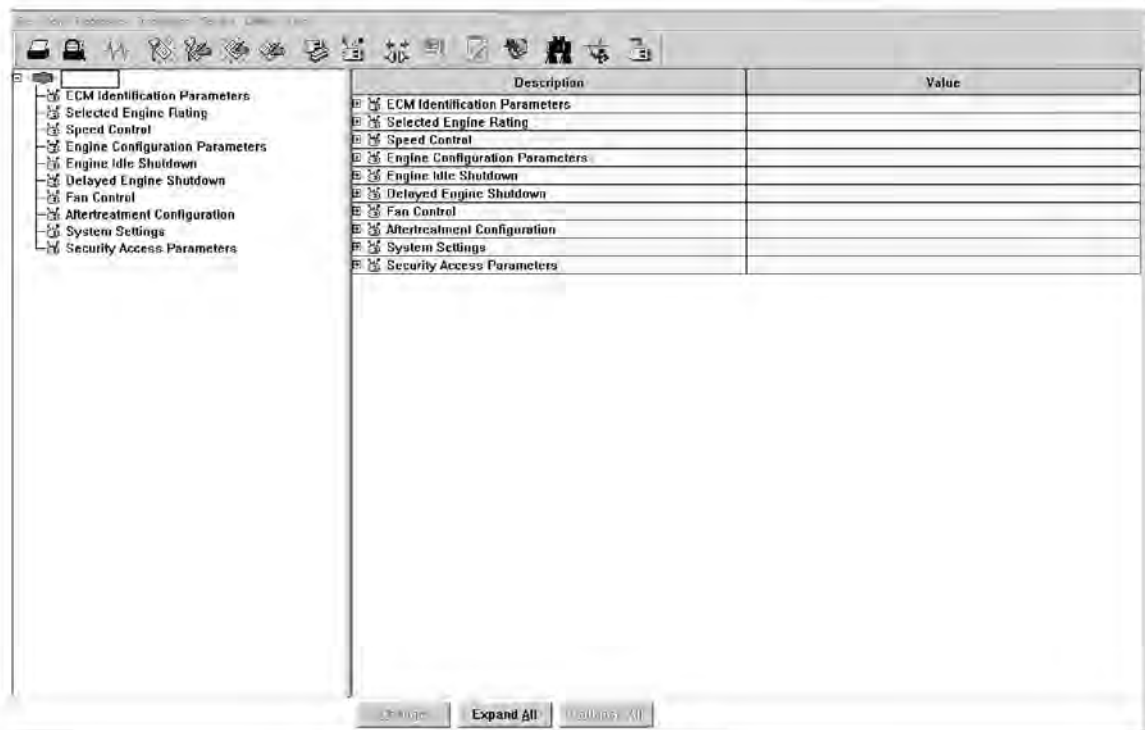 ECM Identification Parameters
Selected Engine Rating
Speed Control
Engine Configuration Parameters
Engine Idle Shutdown
Delayed Engine Shutdown
Fan Control
Aftertreatment Configuration
System Settings
Security Access Parameters
Description Value
ECM Identification Parameters
Selected Engine Rating
Speed Control
Engine Configuration Parameters
Engine Idle Shutdown
Delayed Engine Shutdown
Fan Control
Aftertreatment Configuration
System Settings
Security Access Parameters
Expand All